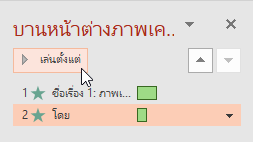 บานหน้าต่างภาพเค...
เล่นตั้งแต่
1 ชื่อเรื่อง 1: ภาพเ...
2 โดย